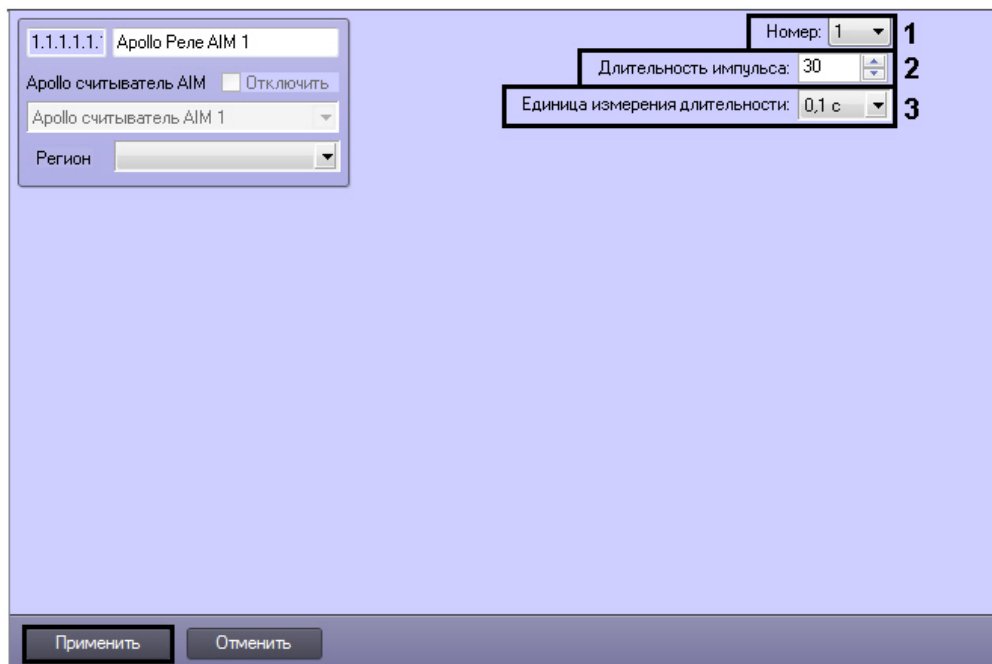 1.1.1.1.1. Apollo Реле AIM 1
Apollo считыватель AIM Отключить
Apollo считыватель AIM 1
Регион
Номер: 1 1
Длительность импульса: 30 2
Единица измерения длительности: 0,1 с 3
Применить Отменить